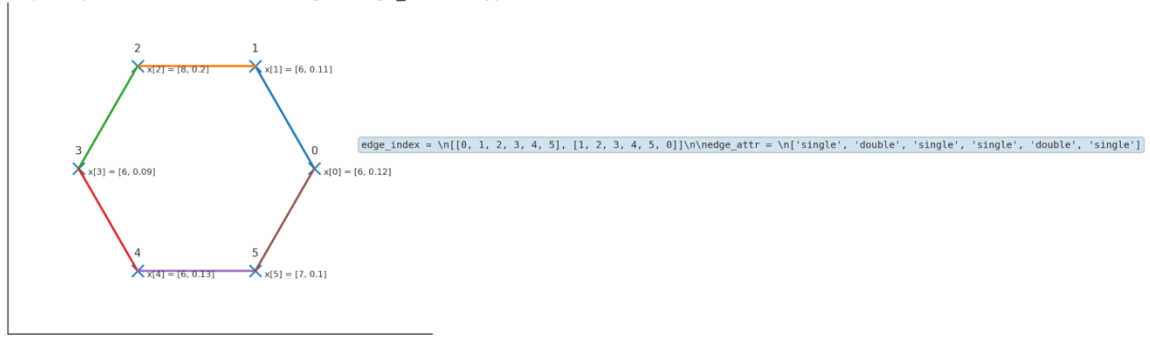 2
1
x[2] = [8, 0.2]
x[1] = [6, 0.11]
edge_index = \n[[0, 1, 2, 3, 4, 5], [1, 2, 3, 4, 5, 0]]\n\nedge_attr = \n['single', 'double', 'single', 'single', 'double', 'single']
3
0
x[3] = [6, 0.09]
x[0] = [6, 0.12]
4
5
x[4] = [6, 0.13]
x[5] = [7, 0.1]